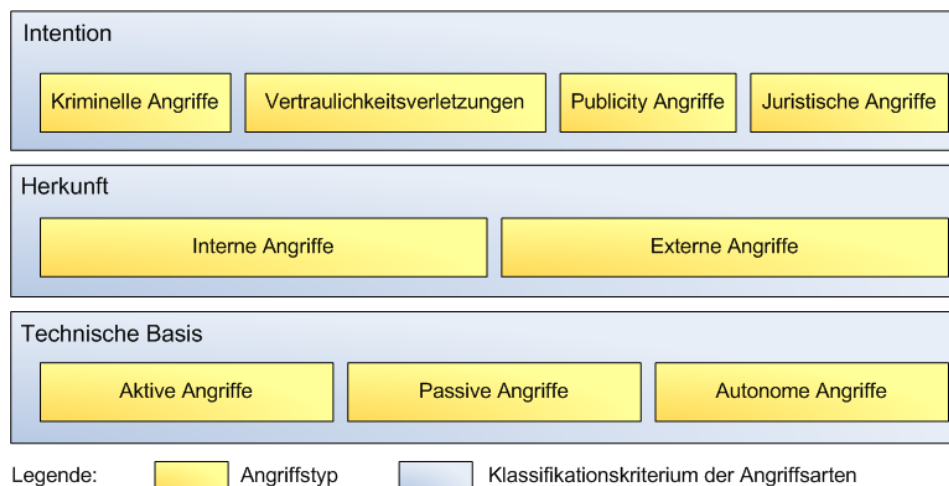 Intention
Kriminelle Angriffe
Vertraulichkeitsverletzungen
Publicity Angriffe
Juristische Angriffe
Herkunft
Interne Angriffe
Externe Angriffe
Technische Basis
Aktive Angriffe
Passive Angriffe
Autonome Angriffe
Legende:
Angriffstyp
Klassifikationskriterium der Angriffsarten